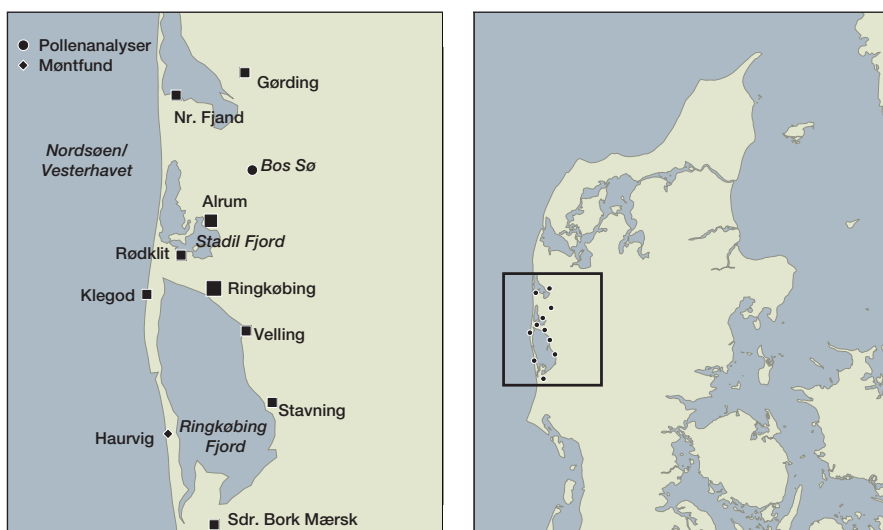 Pollenanalyser
Møntfund
Gørding
Nr. Fjand
Nordsøen/
Vesterhavet
Bos Sø
Alrum
Stadil Fjord
Rødklit
Klegod
Ringkøbing
Velling
Stavning
Haurvig
Ringkøbing
Fjord
Sdr. Bork Mærsk